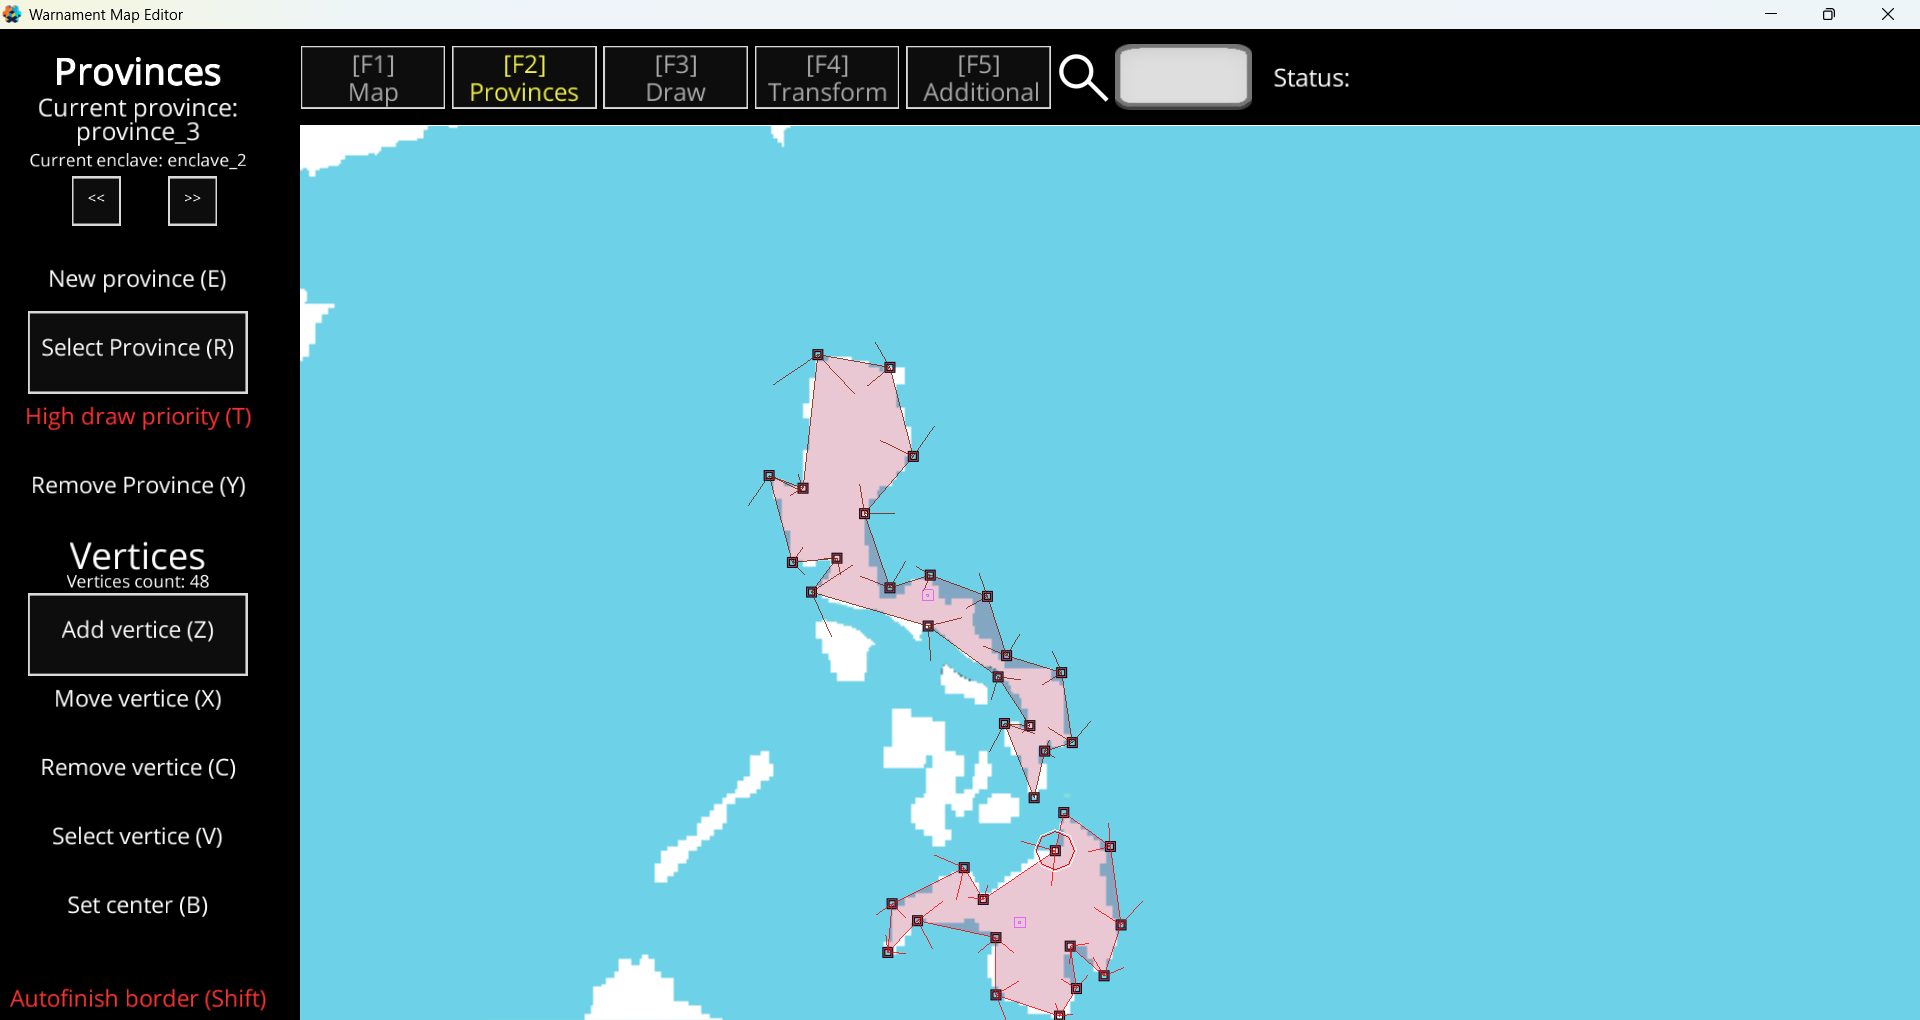 Warnament Map Editor
Provinces
Current province:
province_3
Current enclave: enclave_2
<<
>>
New province (E)
Select Province (R)
High draw priority (T)
Remove Province (Y)
Vertices
Vertices count: 48
Add vertice (Z)
Move vertice (X)
Remove vertice (C)
Select vertice (V)
Set center (B)
Autofinish border (Shift)
[F1]
Map
[F2]
Provinces
[F3]
Draw
[F4]
Transform
[F5]
Additional
Status: